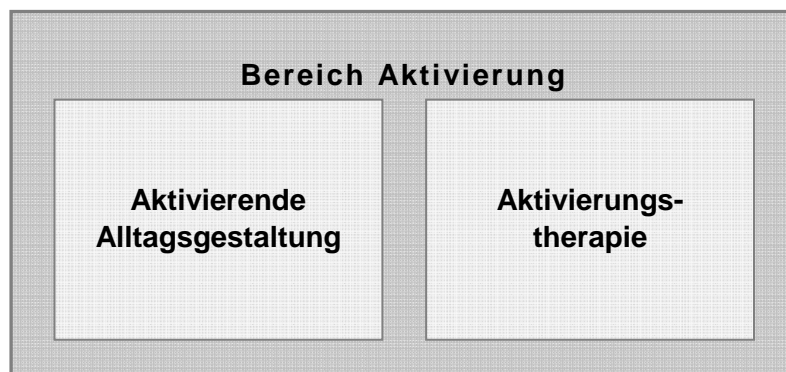 Bereich Aktivierung
Aktivierende
Alltagsgestaltung
Aktivierungs-
therapie